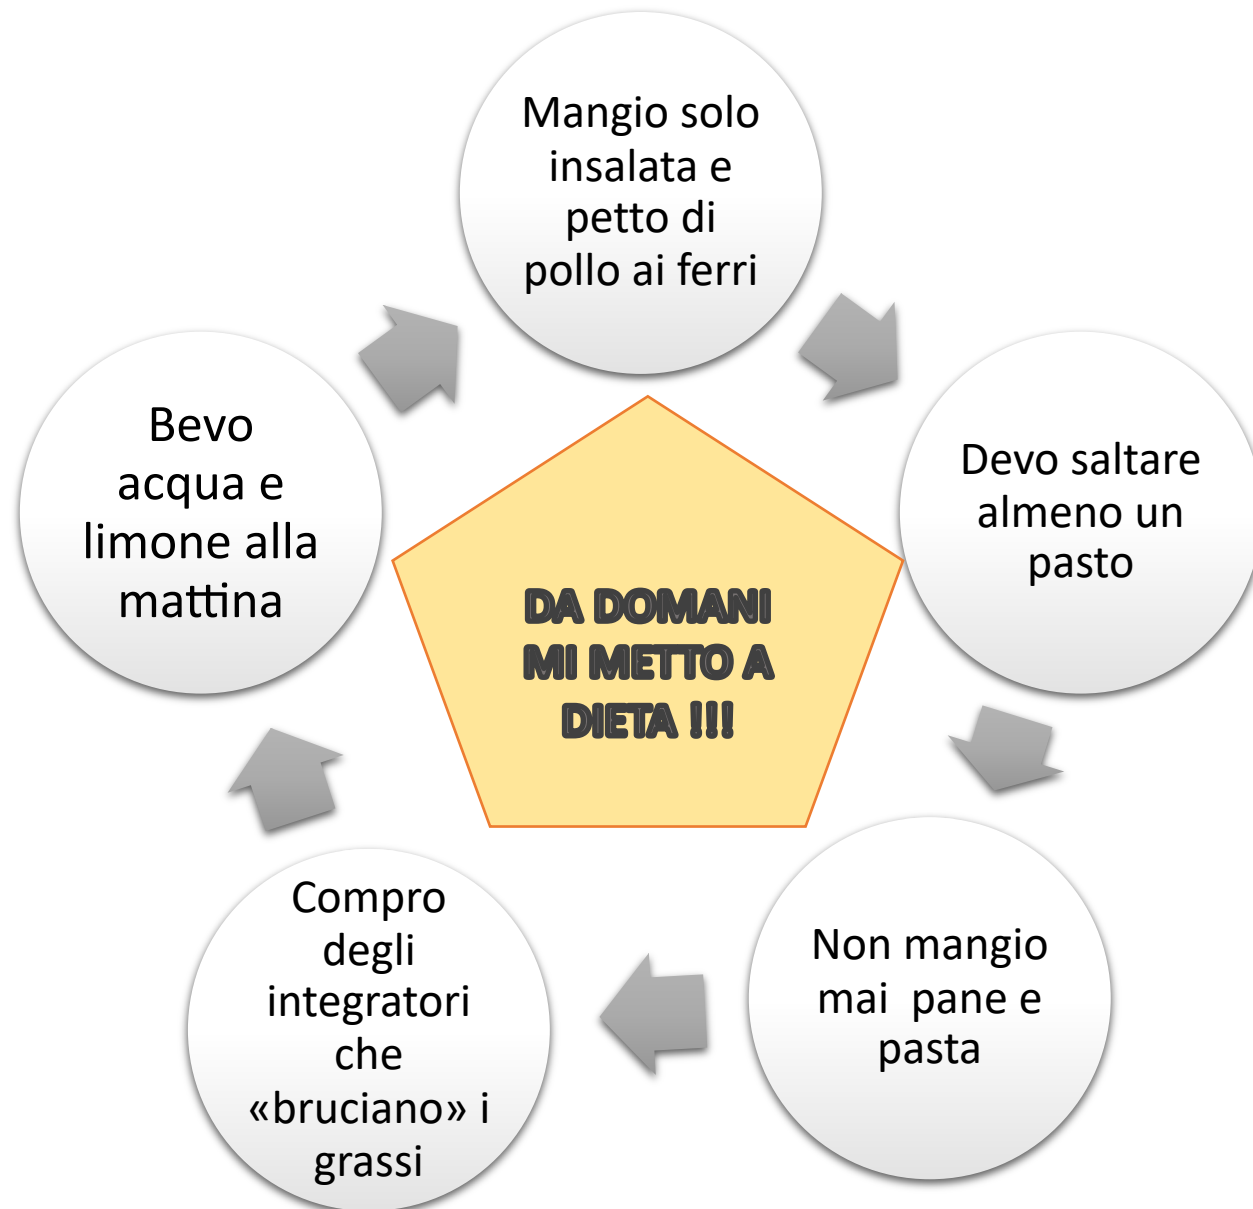 Mangio solo
insalata e
petto di
pollo ai ferri
Devo saltare
almeno un
pasto
Non mangio
mai pane e
pasta
Compro
degli
integratori
che
«bruciano» i
grassi
Bevo
acqua e
limone alla
mattina
DA DOMANI
MI METTO A
DIETA !!!